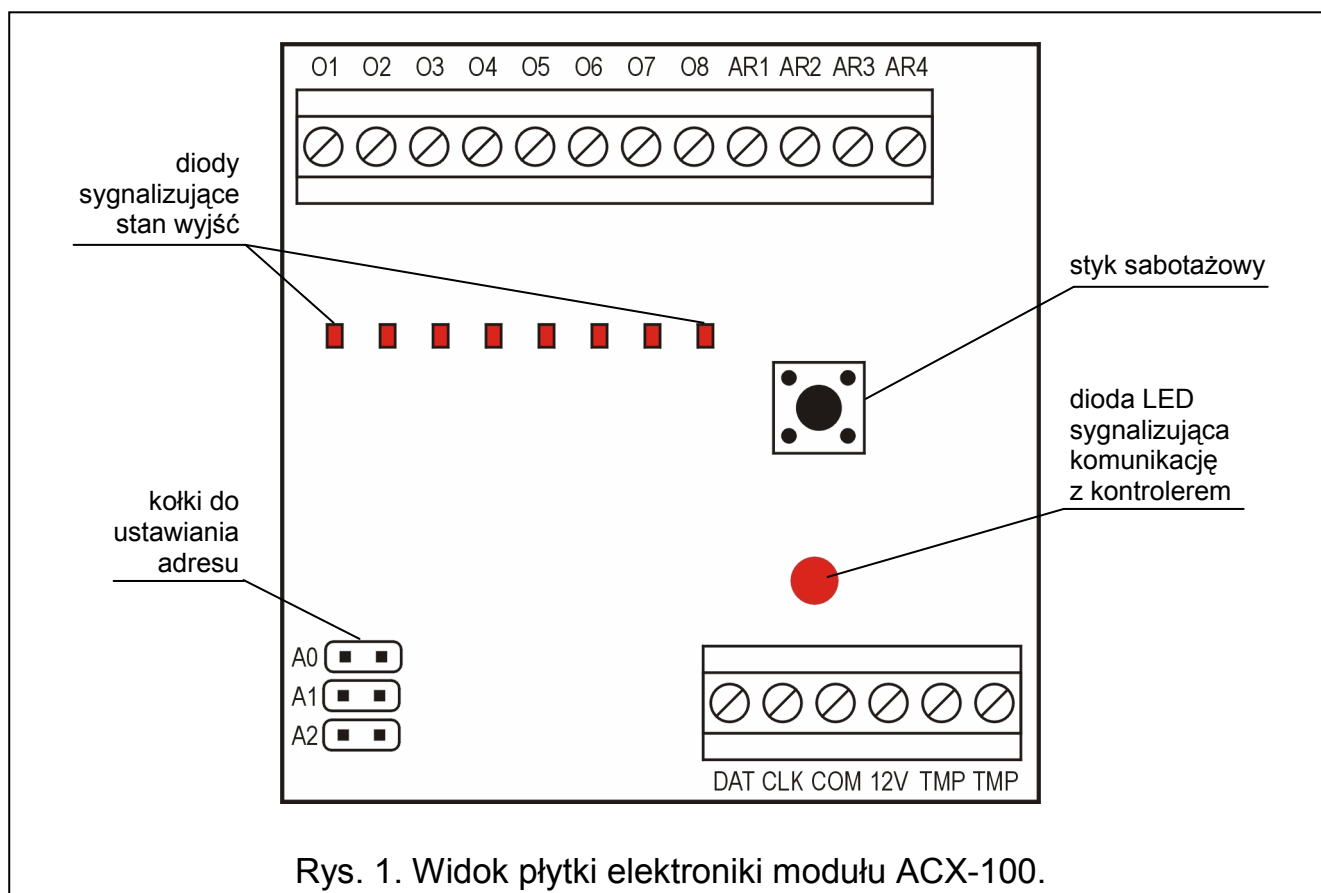 O1 O2 O3 O4 O5 O6 O7 O8 AR1 AR2 AR3 AR4
diody
sygnalizujące
stan wyjść
styk sabotażowy
dioda LED
sygnalizująca
komunikację
z kontrolerem
kołki do
ustawiania
adresu
A0
A1
A2
DAT CLK COM 12V TMP TMP
Rys. 1. Widok płytki elektroniki modułu ACX-100.